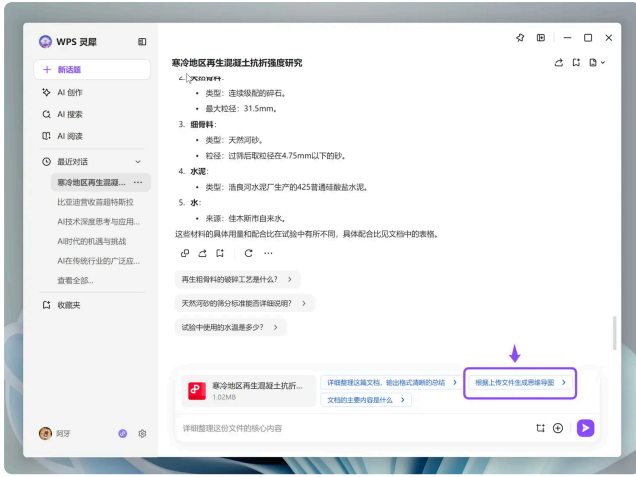 WPS 灵犀
新话题
AI 创作
AI 搜索
AI 阅读
最近对话
寒冷地区再生混凝... ···
比亚迪营收首超特斯拉
AI技术深度思考与应用...
AI时代的机遇与挑战
AI在传统行业的广泛应...
查看全部...
收藏夹
阿牙
寒冷地区再生混凝土抗折强度研究
2. 天然骨料:
• 类型：连续级配的碎石。
• 最大粒径：31.5mm。
3. 细骨料:
• 类型：天然河砂。
• 粒径：过筛后取粒径在4.75mm以下的砂。
4. 水泥:
• 类型：浩良河水泥厂生产的425普通硅酸盐水泥。
5. 水:
• 来源：佳木斯市自来水。
这些材料的具体用量和配合比在试验中有所不同，具体配合比见文档中的表格。
再生粗骨料的破碎工艺是什么？
天然河砂的筛分标准能否详细说明？
试验中使用的水温是多少？
寒冷地区再生混凝土抗折...
1.02MB
详细整理这篇文档，输出格式清晰的总结
根据上传文件生成思维导图
文档的主要内容是什么
详细整理这份文件的核心内容